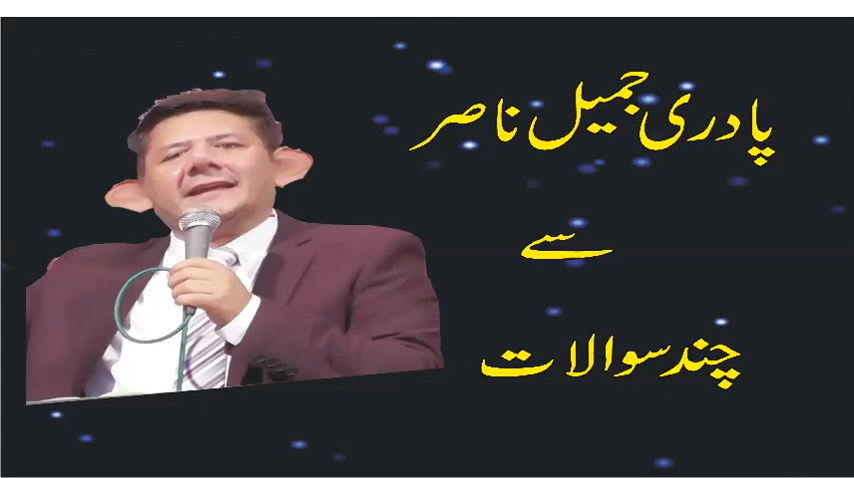 پادری جمیل ناصر
سے
چند سوالات